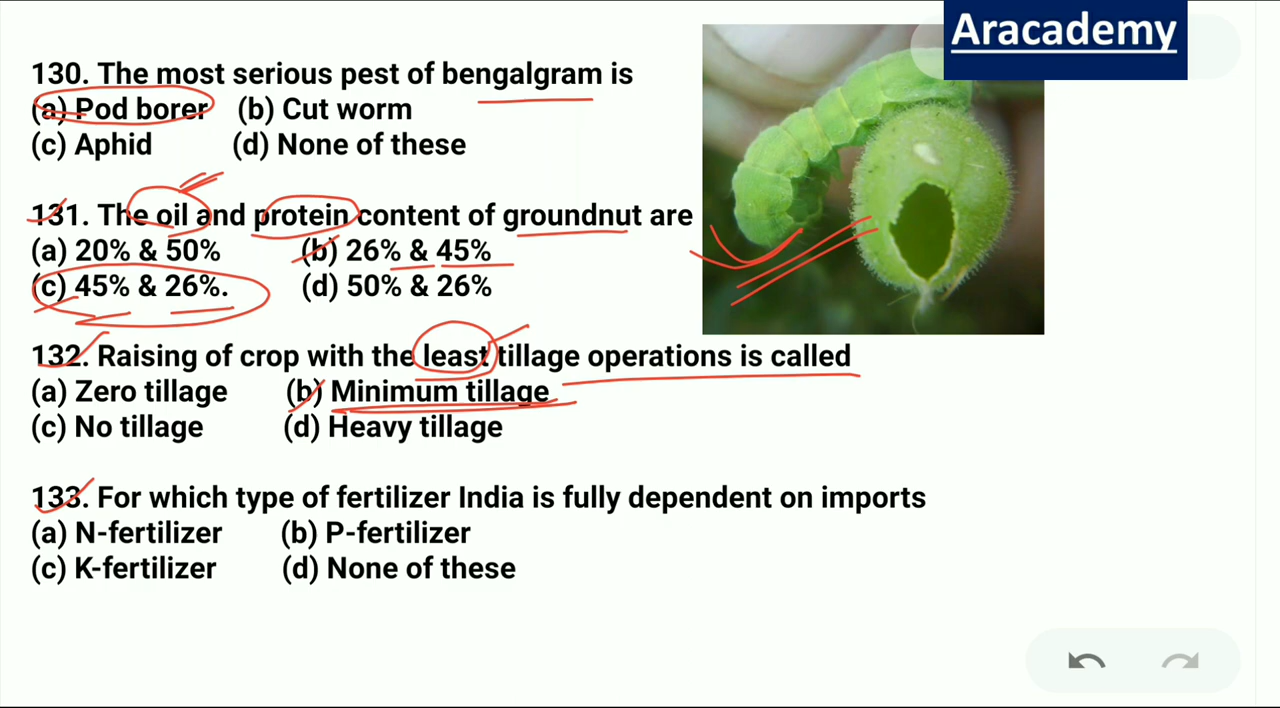 Aracademy
130. The most serious pest of bengalgram is
(a) Pod borer (b) Cut worm
(c) Aphid (d) None of these
131. The oil and protein content of groundnut are
(a) 20% & 50% (b) 26% & 45%
(c) 45% & 26%. (d) 50% & 26%
132. Raising of crop with the least tillage operations is called
(a) Zero tillage (b) Minimum tillage
(c) No tillage (d) Heavy tillage
133. For which type of fertilizer India is fully dependent on imports
(a) N-fertilizer (b) P-fertilizer
(c) K-fertilizer (d) None of these